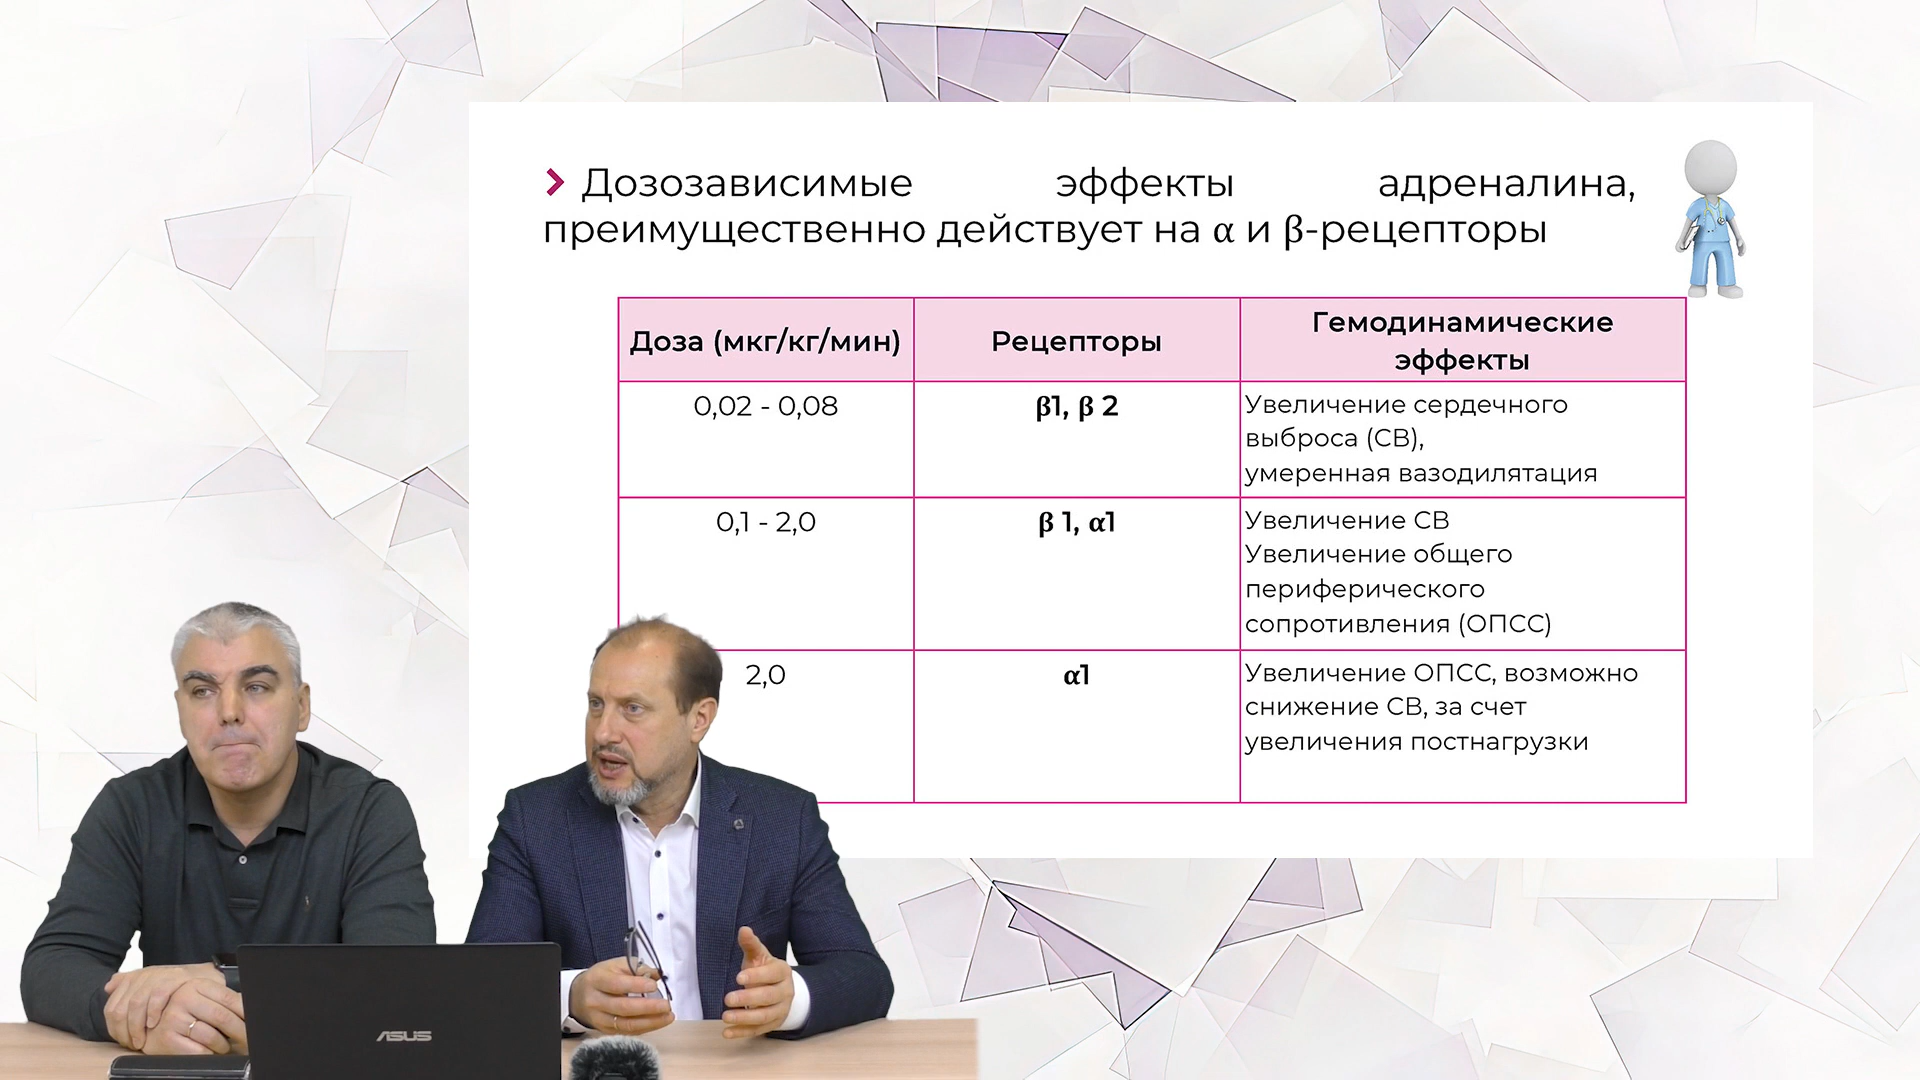 Дозозависимые эффекты адреналина,
преимущественно действует на α и β-рецепторы
Доза (мкг/кг/мин)
Рецепторы
Гемодинамические
эффекты
0,02 - 0,08
β1, β 2
Увеличение сердечного
выброса (СВ),
умеренная вазодилятация
0,1 - 2,0
β 1, α1
Увеличение СВ
Увеличение общего
периферического
сопротивления (ОПСС)
2,0
α1
Увеличение ОПСС, возможно
снижение СВ, за счет
увеличения постнагрузки
ASUS